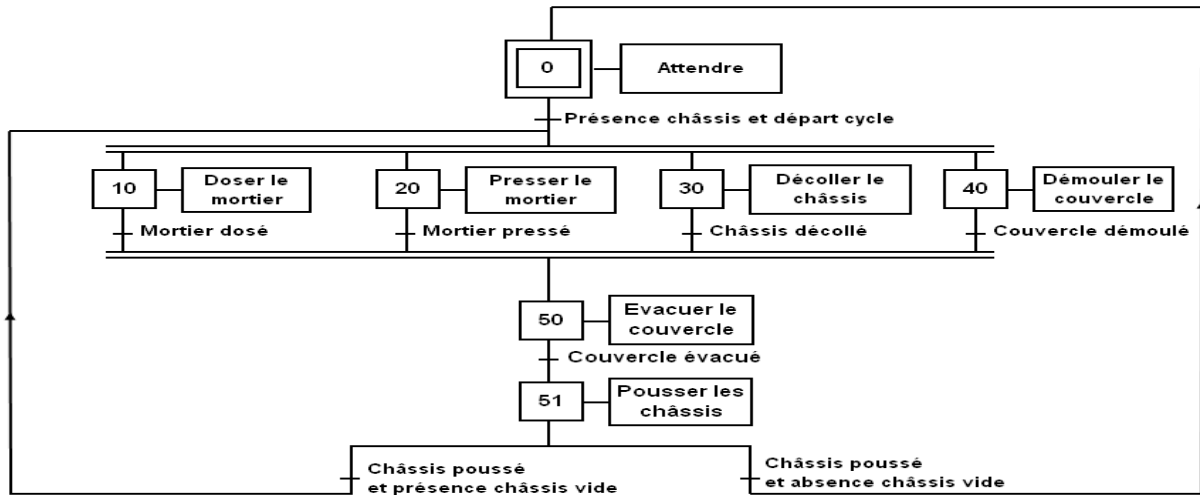 0
Attendre
Présence châssis et départ cycle
10
Doser le
mortier
20
Presser le
mortier
30
Décoller le
châssis
40
Démouler le
couvercle
Mortier dosé
Mortier pressé
Châssis décollé
Couvercle démoulé
50
Evacuer le
couvercle
Couvercle évacué
51
Pousser les
châssis
Châssis poussé
et présence châssis vide
Châssis poussé
et absence châssis vide